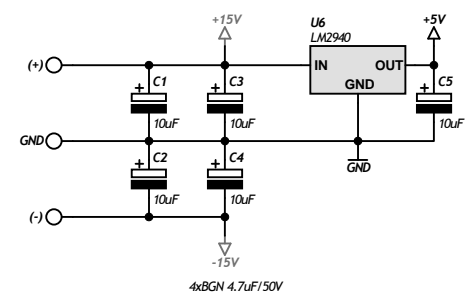 +15V
U6
+5V
LM2940
(+)
IN
OUT
GND
+
C1
+
C3
+
C5
10uF
10uF
10uF
GND
GND
+
C2
+
C4
10uF
10uF
(-)
-15V
4xBGN 4.7uF/50V